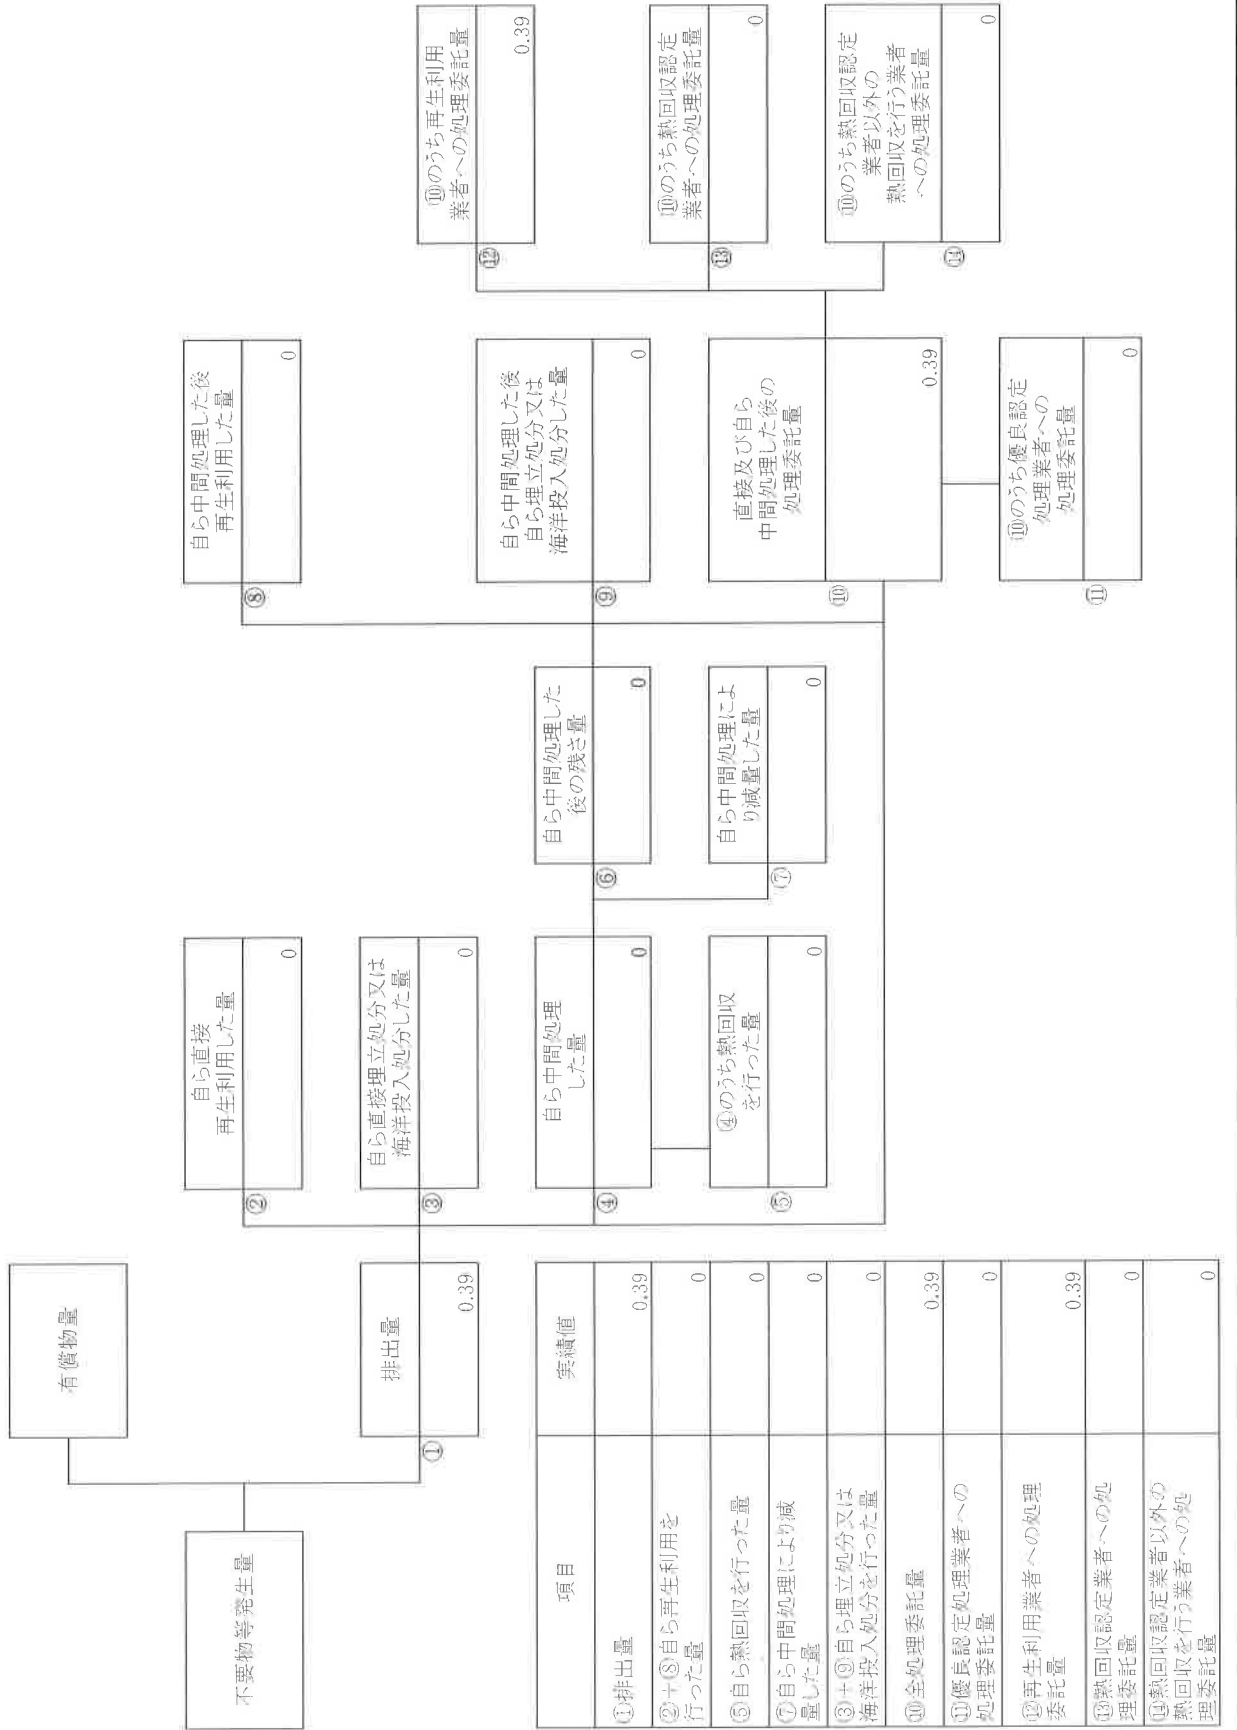 不要物等発生量
有償物量
排出量
①
0.39
自ら直接
再生利用した量
②
0
自ら直接埋立処分又は
海洋投入処分した量
③
0
自ら中間処理
した量
④
0
④のうち熱回収
を行った量
⑤
0
自ら中間処理した
後の残さ量
⑥
0
自ら中間処理によ
り減量した量
⑦
0
自ら中間処理した後
再生利用した量
⑧
0
自ら中間処理した後
自ら埋立処分又は
海洋投入処分した量
⑨
0
直接及び自ら
中間処理した後の
処理委託量
⑩
0.39
⑩のうち優良認定
処理業者への
処理委託量
⑪
0
⑩のうち再生利用
業者への処理委託量
⑫
0.39
⑩のうち熱回収認定
業者への処理委託量
⑬
0
⑩のうち熱回収認定
業者以外の
熱回収を行う業者
への処理委託量
⑭
0
項目
実績値
①排出量
0.39
②+⑧自ら再生利用を
行った量
0
⑤自ら熱回収を行った量
0
⑦自ら中間処理により減
量した量
0
③+⑨自ら埋立処分又は
海洋投入処分を行った量
0
⑩全処理委託量
0.39
⑪優良認定処理業者への
処理委託量
0
⑫再生利用業者への処理
委託量
0.39
⑬熱回収認定業者への処
理委託量
0
⑭熱回収認定業者以外の
熱回収を行う業者への処
理委託量
0